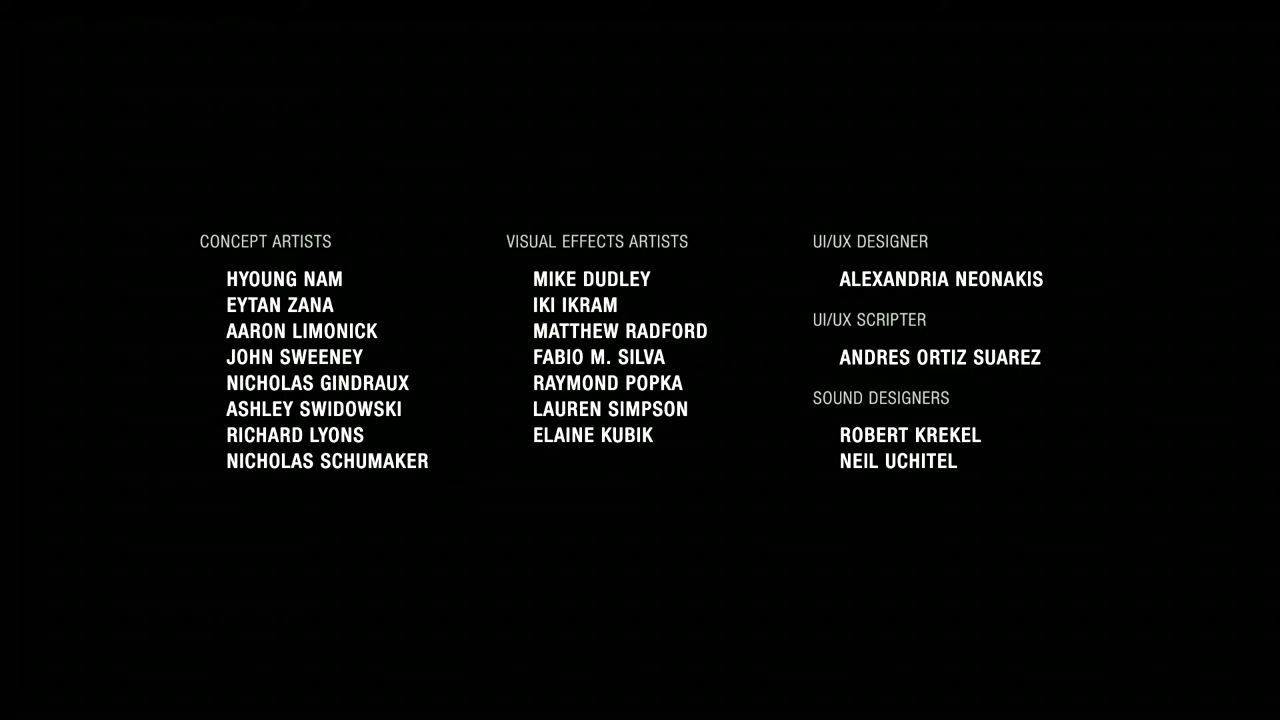 CONCEPT ARTISTS
HYOUNG NAM
EYTAN ZANA
AARON LIMONICK
JOHN SWEENEY
NICHOLAS GINDRAUX
ASHLEY SWIDOWSKI
RICHARD LYONS
NICHOLAS SCHUMAKER
VISUAL EFFECTS ARTISTS
MIKE DUDLEY
IKI IKRAM
MATTHEW RADFORD
FABIO M. SILVA
RAYMOND POPKA
LAUREN SIMPSON
ELAINE KUBIK
UI/UX DESIGNER
ALEXANDRIA NEONAKIS
UI/UX SCRIPTER
ANDRES ORTIZ SUAREZ
SOUND DESIGNERS
ROBERT KREKEL
NEIL UCHITEL